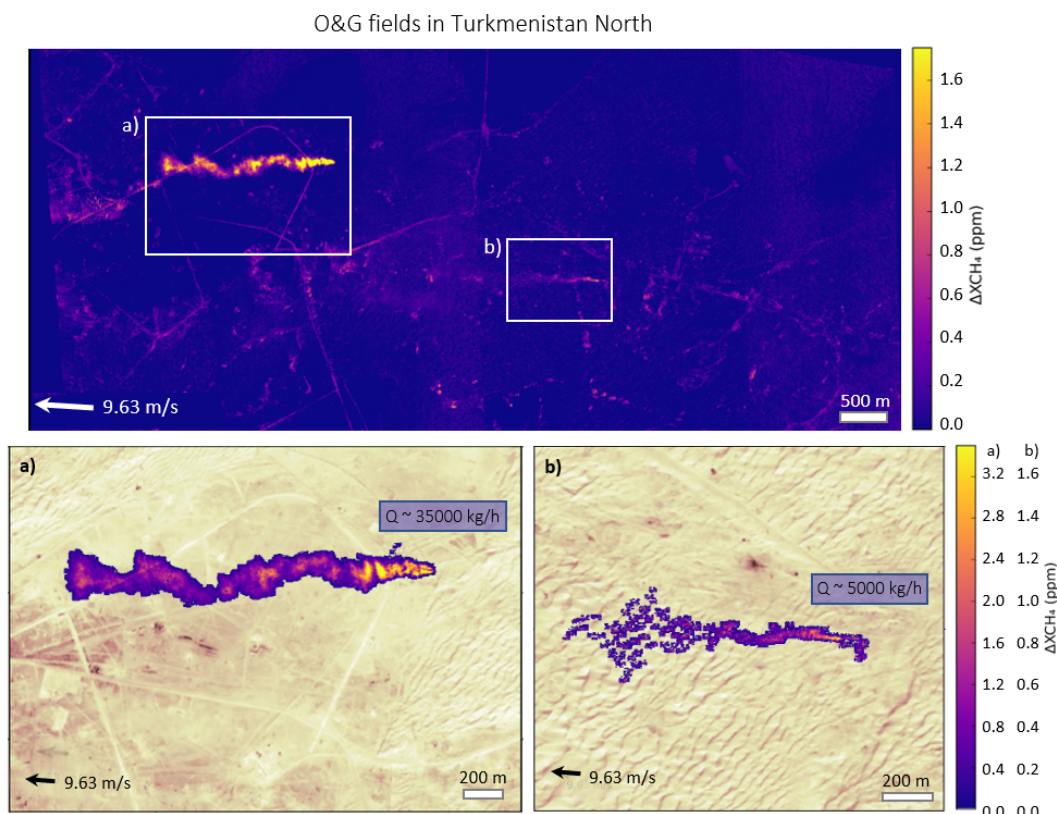 O&G fields in Turkmenistan North
a)
b)
9.63 m/s
500 m
1.6
1.4
1.2
1.0
0.8
0.6
0.4
0.2
0.0
ΔXCH₄ (ppm)
a)
Q ~ 35000 kg/h
9.63 m/s
200 m
b)
Q ~ 5000 kg/h
9.63 m/s
200 m
a) b)
3.2 1.6
2.8 1.4
2.4 1.2
2.0 1.0
1.6 0.8
1.2 0.6
0.8 0.4
0.4 0.2
0.0 0.0
ΔXCH₄ (ppm)